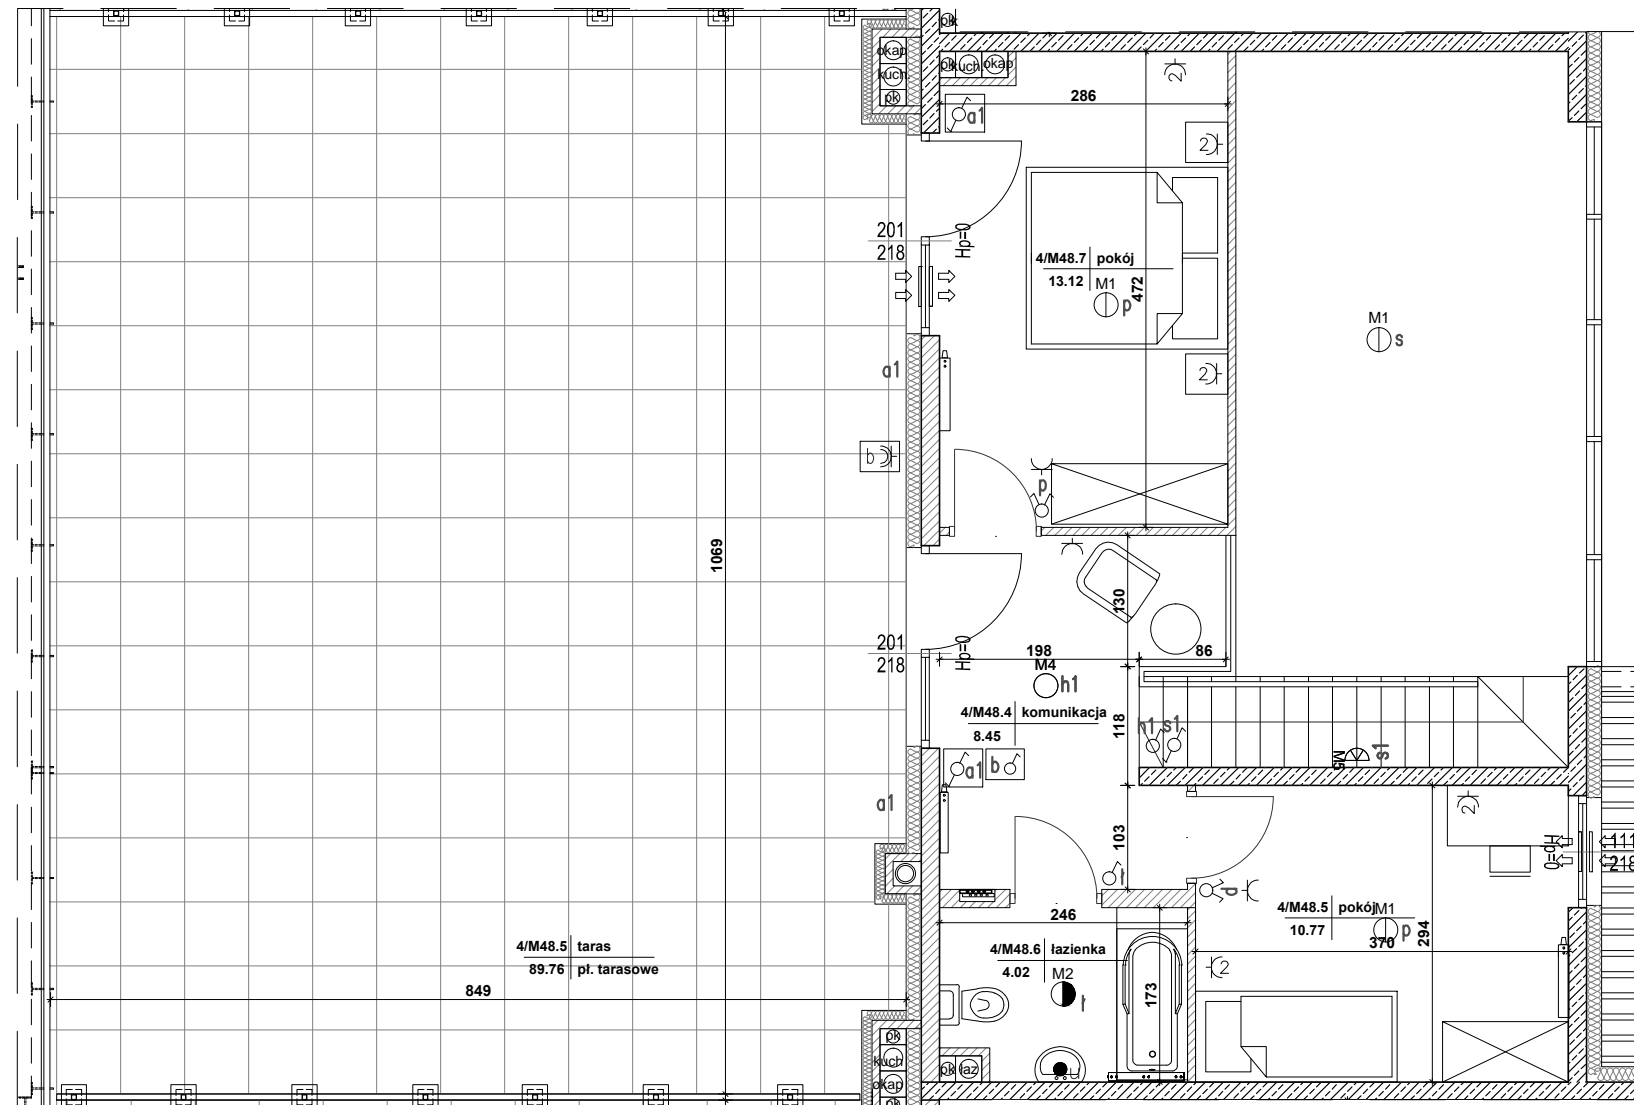 pk
okap
kuch
pk
pk
kuch
okap
a1
286
2
2
201
218
Hp=0
4/M48.7 pokój
13.12
M1
p
472
M1
s
a1
2
b
p
1069
130
201
218
Hp=0
198
86
M4
h1
4/M48.4 komunikacja
8.45
118
h1
s1
M5
s1
a1
b
a1
2
103
Hp=0
111
218
ł
p
246
4/M48.5 pokój
10.77
M1
p
370
294
4/M48.5 taras
89.76 pł. tarasowe
4/M48.6 łazienka
4.02
M2
ł
2
849
173
pk
kuch
okap
pk
pk
łaz
u